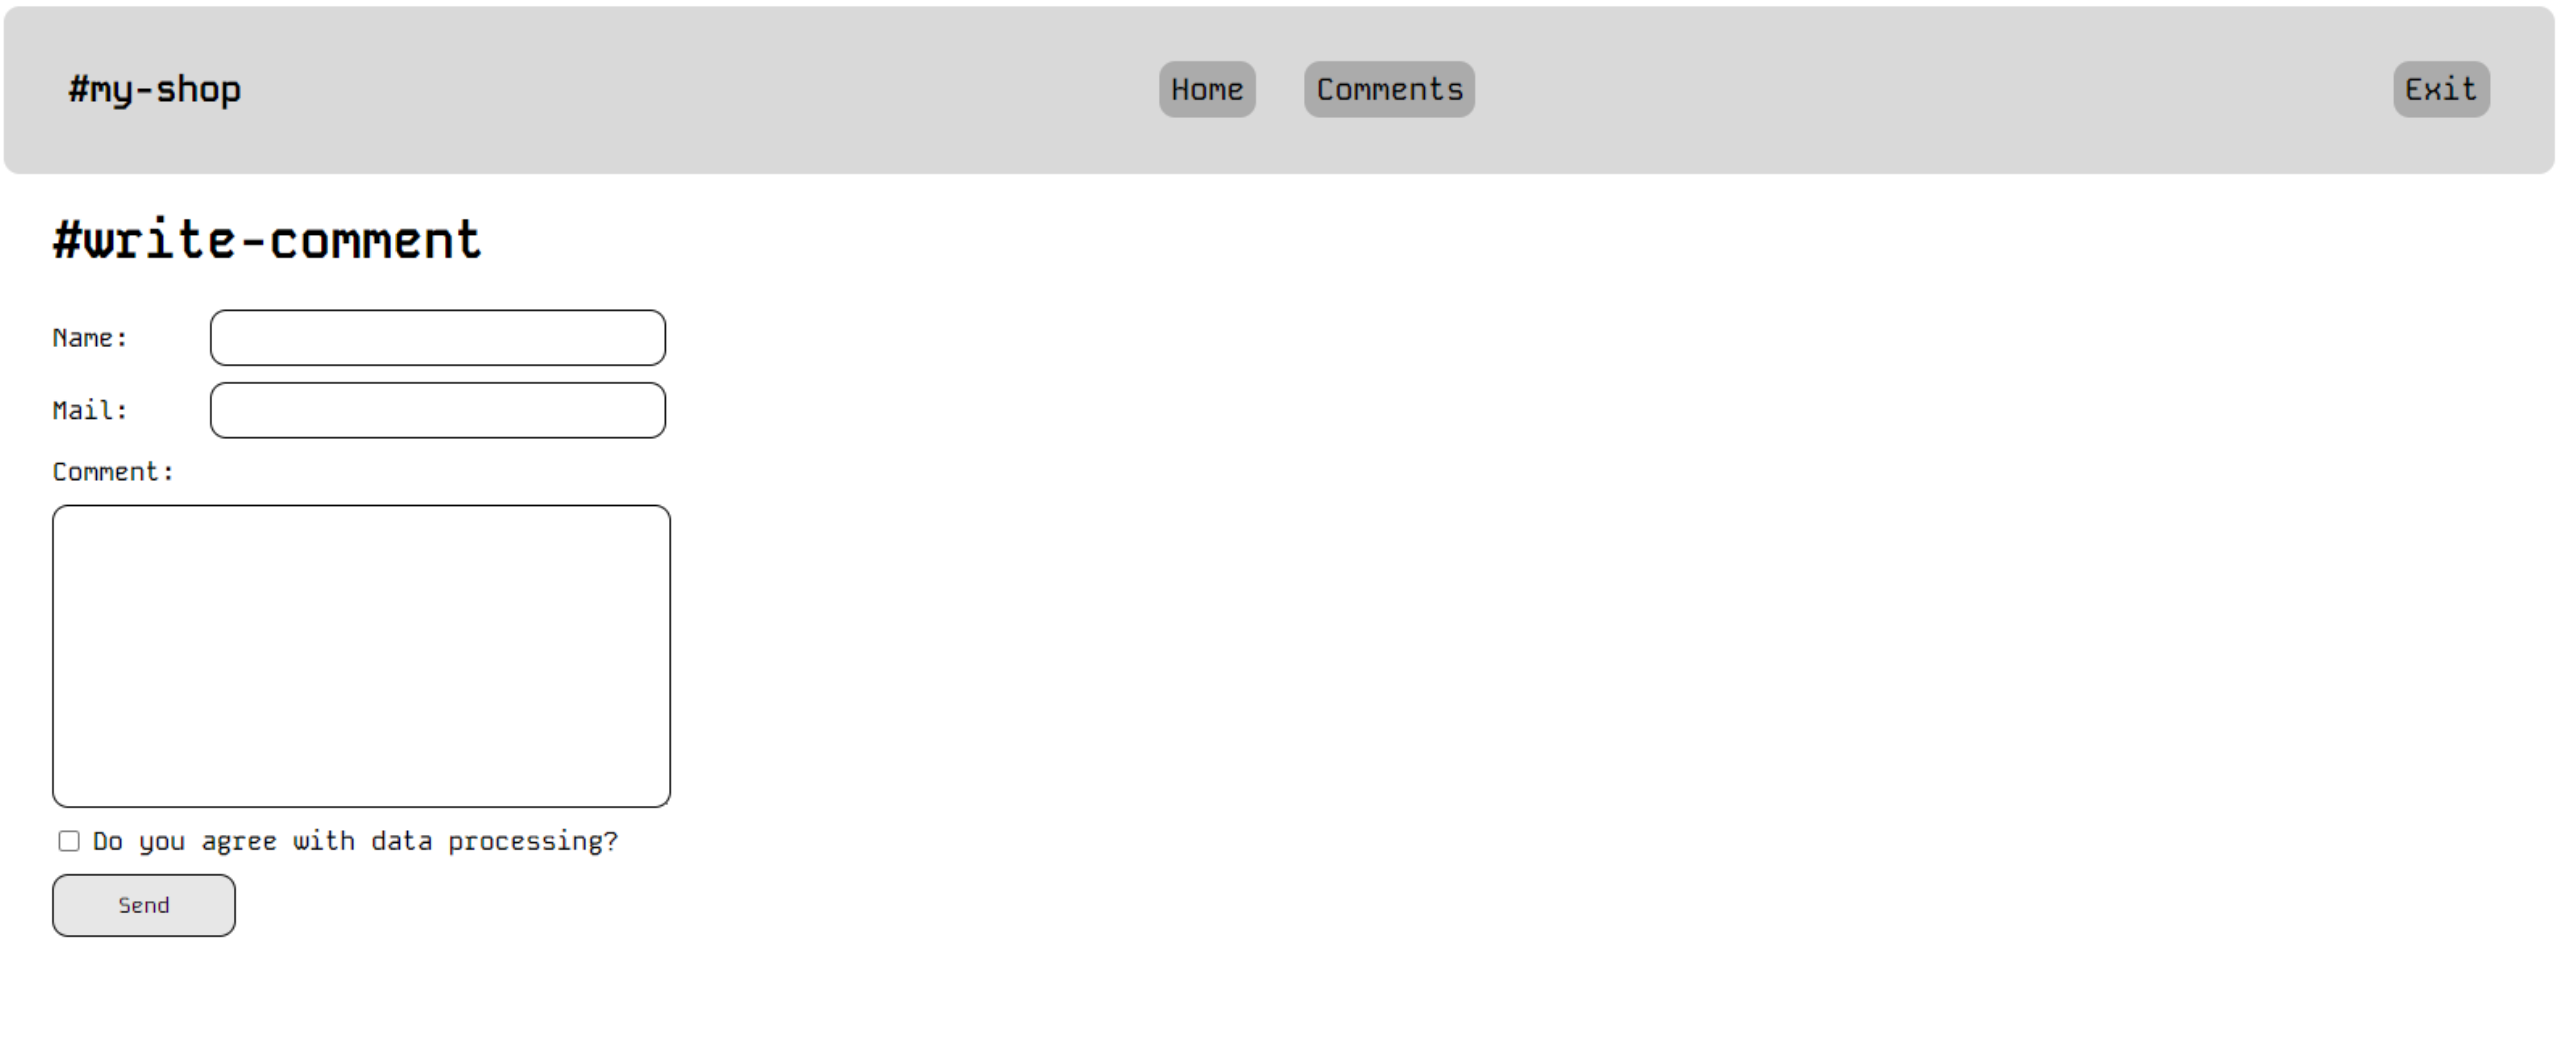 #my-shop Home Comments Exit
#write-comment
Name:
Mail:
Comment:
Do you agree with data processing?
Send